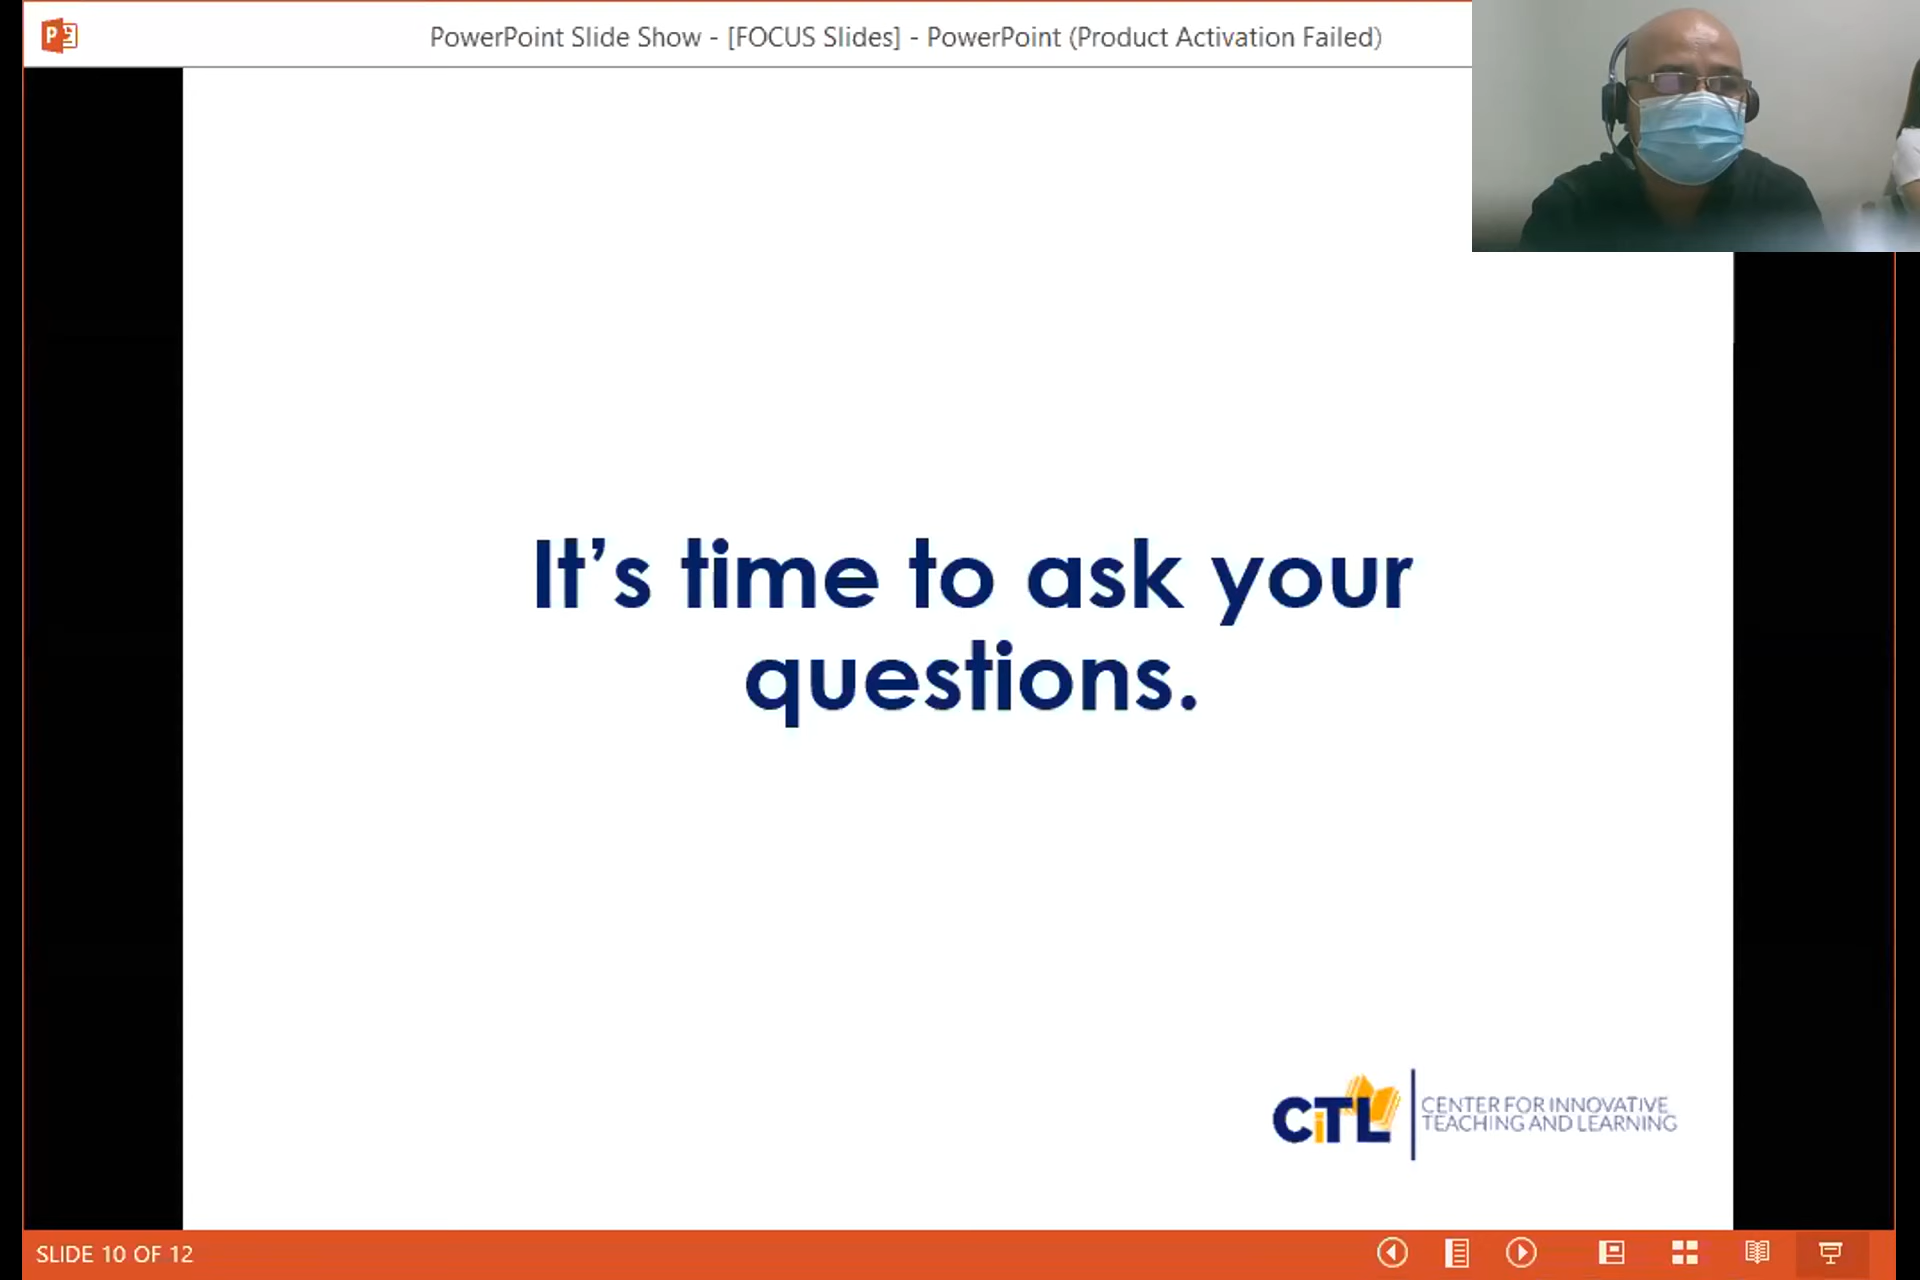 PowerPoint Slide Show - [FOCUS Slides] - PowerPoint (Product Activation Failed)
It’s time to ask your
questions.
CiTL
CENTER FOR INNOVATIVE
TEACHING AND LEARNING
SLIDE 10 OF 12